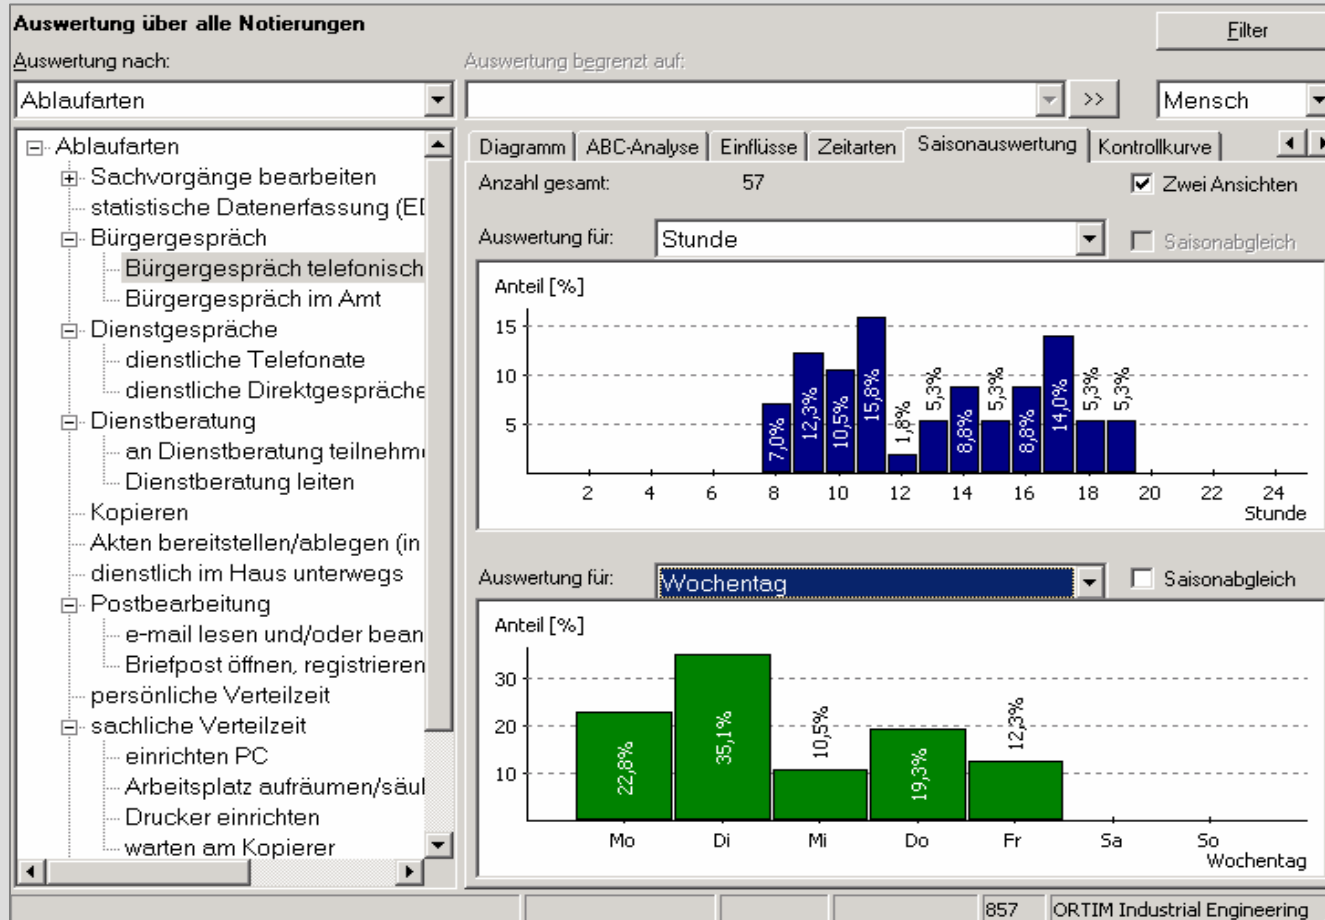 Auswertung über alle Notierungen
Filter
Auswertung nach:
Auswertung begrenzt auf:
Ablaufarten
>>
Mensch
Ablaufarten
Sachvorgänge bearbeiten
statistische Datenerfassung (ED
Bürgergespräch
Bürgergespräch telefonisch
Bürgergespräch im Amt
Dienstgespräche
dienstliche Telefonate
dienstliche Direktgespräche
Dienstberatung
an Dienstberatung teilnehm
Dienstberatung leiten
Kopieren
Akten bereitstellen/ablegen (in
dienstlich im Haus unterwegs
Postbearbeitung
e-mail lesen und/oder bean
Briefpost öffnen, registrieren
persönliche Verteilzeit
sachliche Verteilzeit
einrichten PC
Arbeitsplatz aufräumen/säu
Drucker einrichten
warten am Kopierer
Diagramm ABC-Analyse Einflüsse Zeitarten Saisonauswertung Kontrollkurve
Anzahl gesamt: 57
Zwei Ansichten
Auswertung für: Stunde
Saisonabgleich
Anteil [%]
15
10
5
7,0% 12,3% 10,5% 15,8% 1,8% 5,3% 8,8% 5,3% 8,8% 14,0% 5,3% 5,3%
2 4 6 8 10 12 14 16 18 20 22 24
Stunde
Auswertung für: Wochentag
Saisonabgleich
Anteil [%]
30
20
10
22,8% 35,1% 10,5% 19,3% 12,3%
Mo Di Mi Do Fr Sa So
Wochentag
857 ORTIM Industrial Engineering